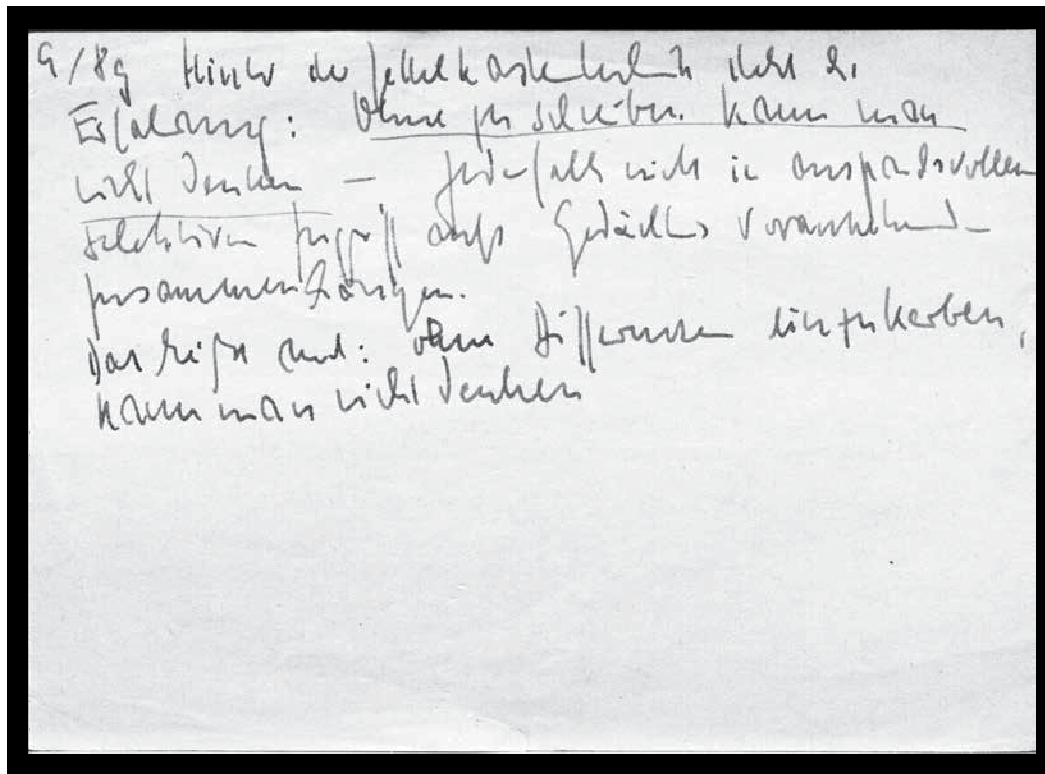 9/8g Hinter der Zettelkastentechnik steht die
Erfahrung: Ohne zu schreiben kann man
nicht denken – jedenfalls nicht in anspruchsvollen
selektiven Zugriff aufs Gedächtnis voraussehend-
zusammenhängen.
Das heißt auch: ohne Differenzen einzukerben,
kann man nicht denken